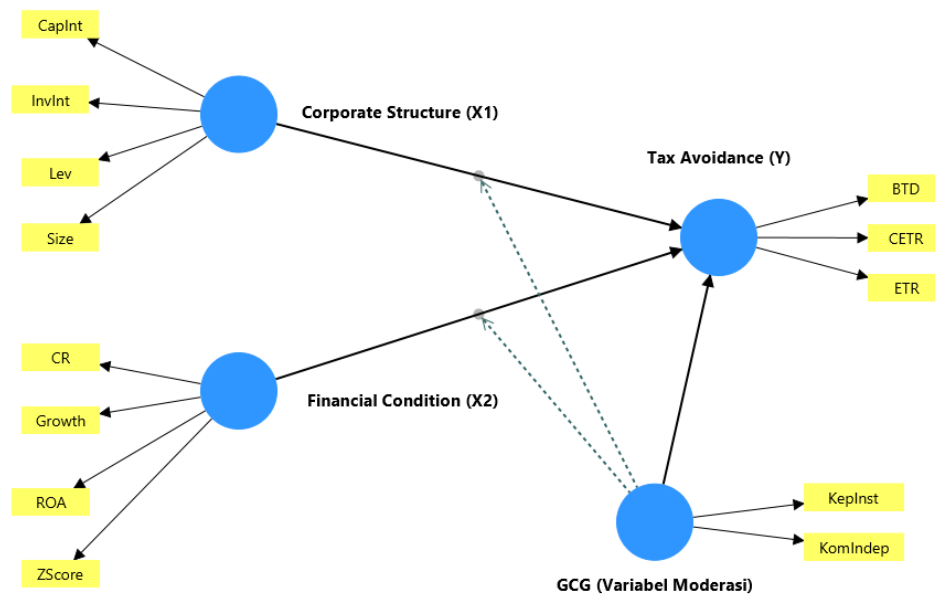 CapInt
InvInt
Lev
Size
Corporate Structure (X1)
Tax Avoidance (Y)
BTD
CETR
ETR
CR
Growth
ROA
ZScore
Financial Condition (X2)
KepInst
KomIndep
GCG (Variabel Moderasi)